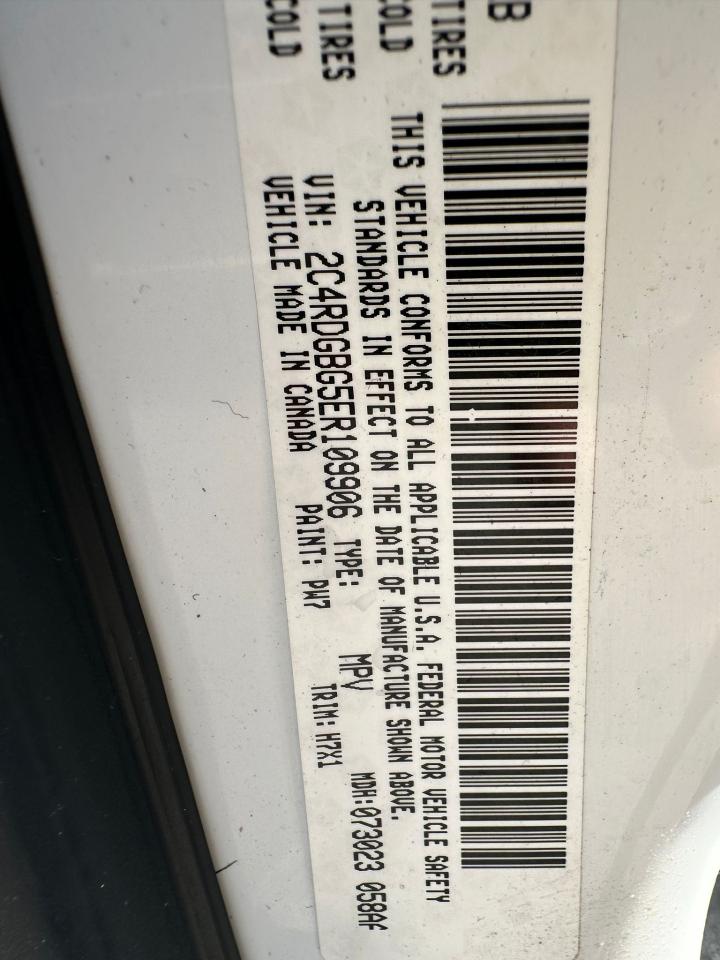 B
TIRES
COLD
TIRES
COLD
THIS VEHICLE CONFORMS TO ALL APPLICABLE U.S.A. FEDERAL MOTOR VEHICLE SAFETY
STANDARDS IN EFFECT ON THE DATE OF MANUFACTURE SHOWN ABOVE.
VIN: 2C4RDGBG5ER109906 TYPE: MPV MDH:073023
VEHICLE MADE IN CANADA PAINT: PW7 TRIM: H7X1